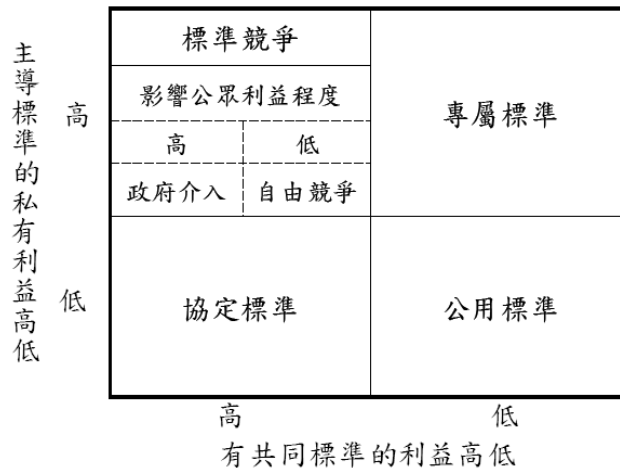 主導標準的私有利益高低
高
低
標準競爭
影響公眾利益程度
高 低
政府介入 自由競爭
專屬標準
協定標準
公用標準
高 低
有共同標準的利益高低